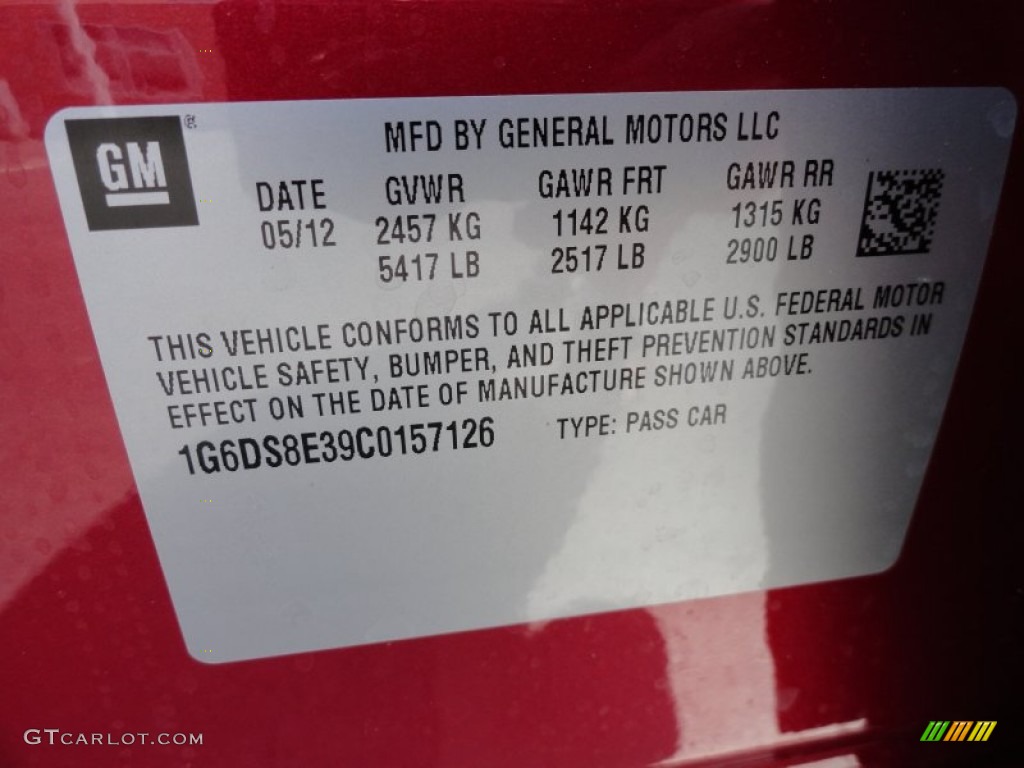 GM
MFD BY GENERAL MOTORS LLC
DATE GVWR GAWR FRT GAWR RR
05/12 2457 KG 1142 KG 1315 KG
5417 LB 2517 LB 2900 LB
THIS VEHICLE CONFORMS TO ALL APPLICABLE U.S. FEDERAL MOTOR
VEHICLE SAFETY, BUMPER, AND THEFT PREVENTION STANDARDS IN
EFFECT ON THE DATE OF MANUFACTURE SHOWN ABOVE.
1G6DS8E39C0157126 TYPE: PASS CAR
GTCARLOT.COM